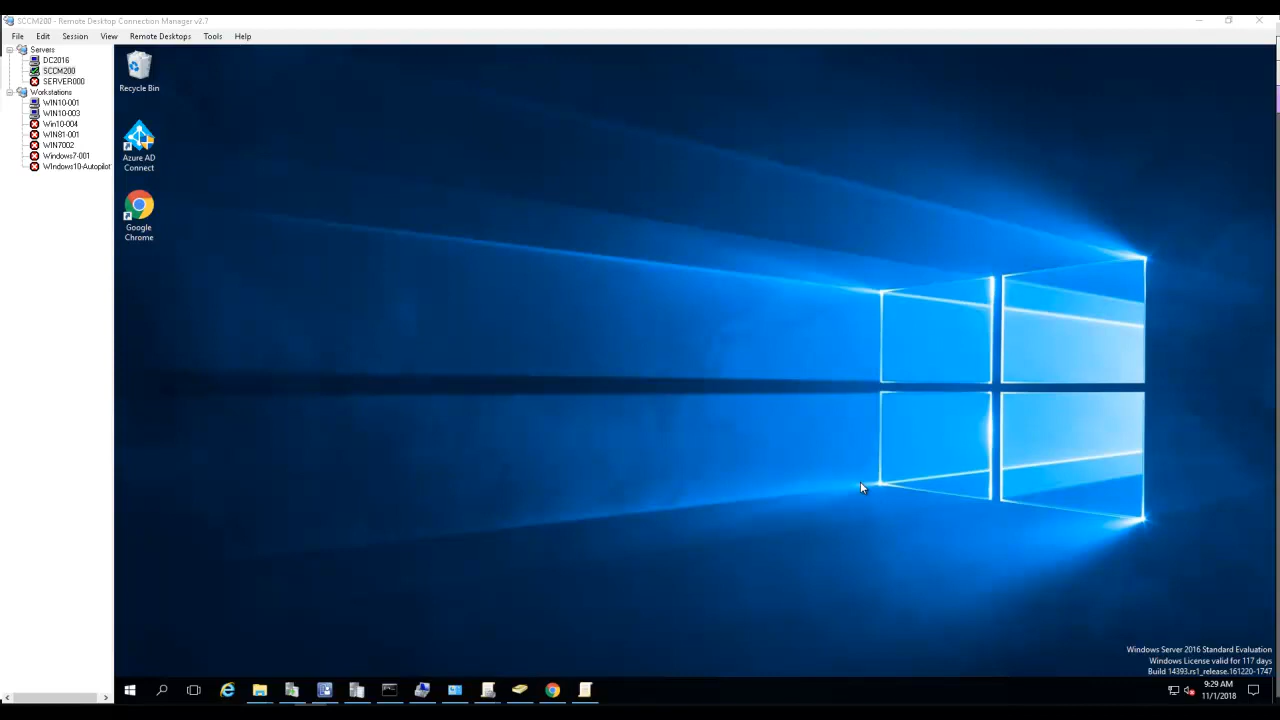 SCCM200 - Remote Desktop Connection Manager v2.7
File Edit Session View Remote Desktops Tools Help
Servers
DC2016
SCCM200
SERVER000
Workstations
WIN10-001
WIN10-003
Win10-004
WIN81-001
WIN7002
Windows7-001
WIndows10-Autopilot
Recycle Bin
Azure AD
Connect
Google
Chrome
Windows Server 2016 Standard Evaluation
Windows License valid for 117 days
Build 14393.rs1_release.161220-1747
9:29 AM
11/1/2018